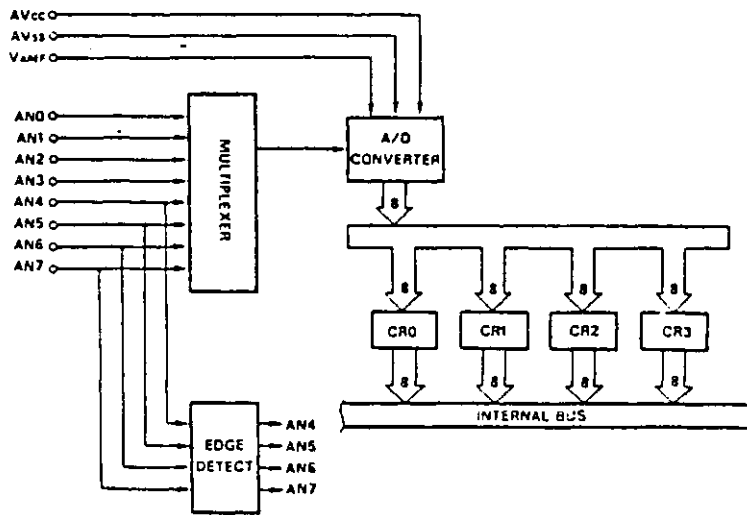 AVCC
AVSS
VAREF
AN0
AN1
AN2
AN3
AN4
AN5
AN6
AN7
MULTIPLEXER
A/D
CONVERTER
8
8
8
8
8
CR0
CR1
CR2
CR3
8
8
8
8
INTERNAL BUS
EDGE
DETECT
AN4
AN5
AN6
AN7